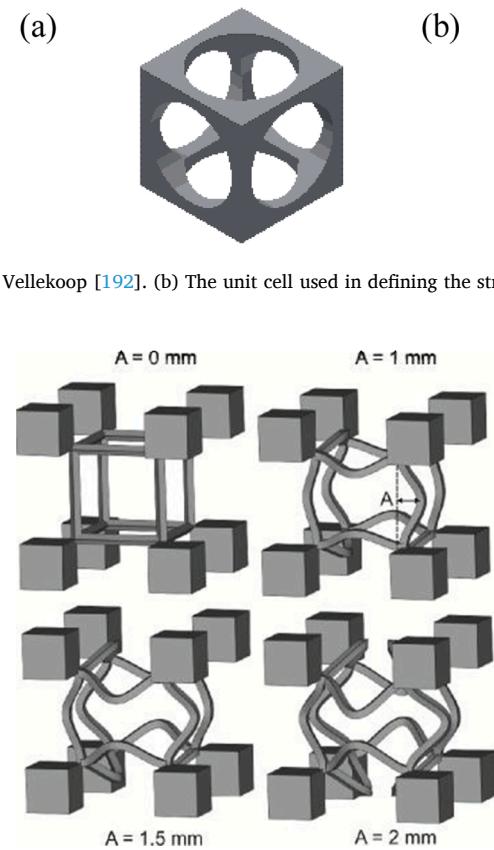 (a)
(b)
Vellekoop [192]. (b) The unit cell used in defining the str
A = 0 mm
A = 1 mm
A
A = 1.5 mm
A = 2 mm